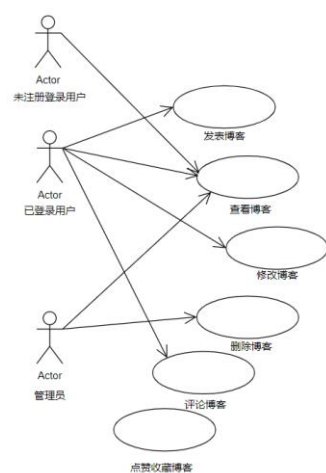 Actor
未注册登录用户
发表博客
Actor
已登录用户
查看博客
修改博客
删除博客
Actor
管理员
评论博客
点赞收藏博客